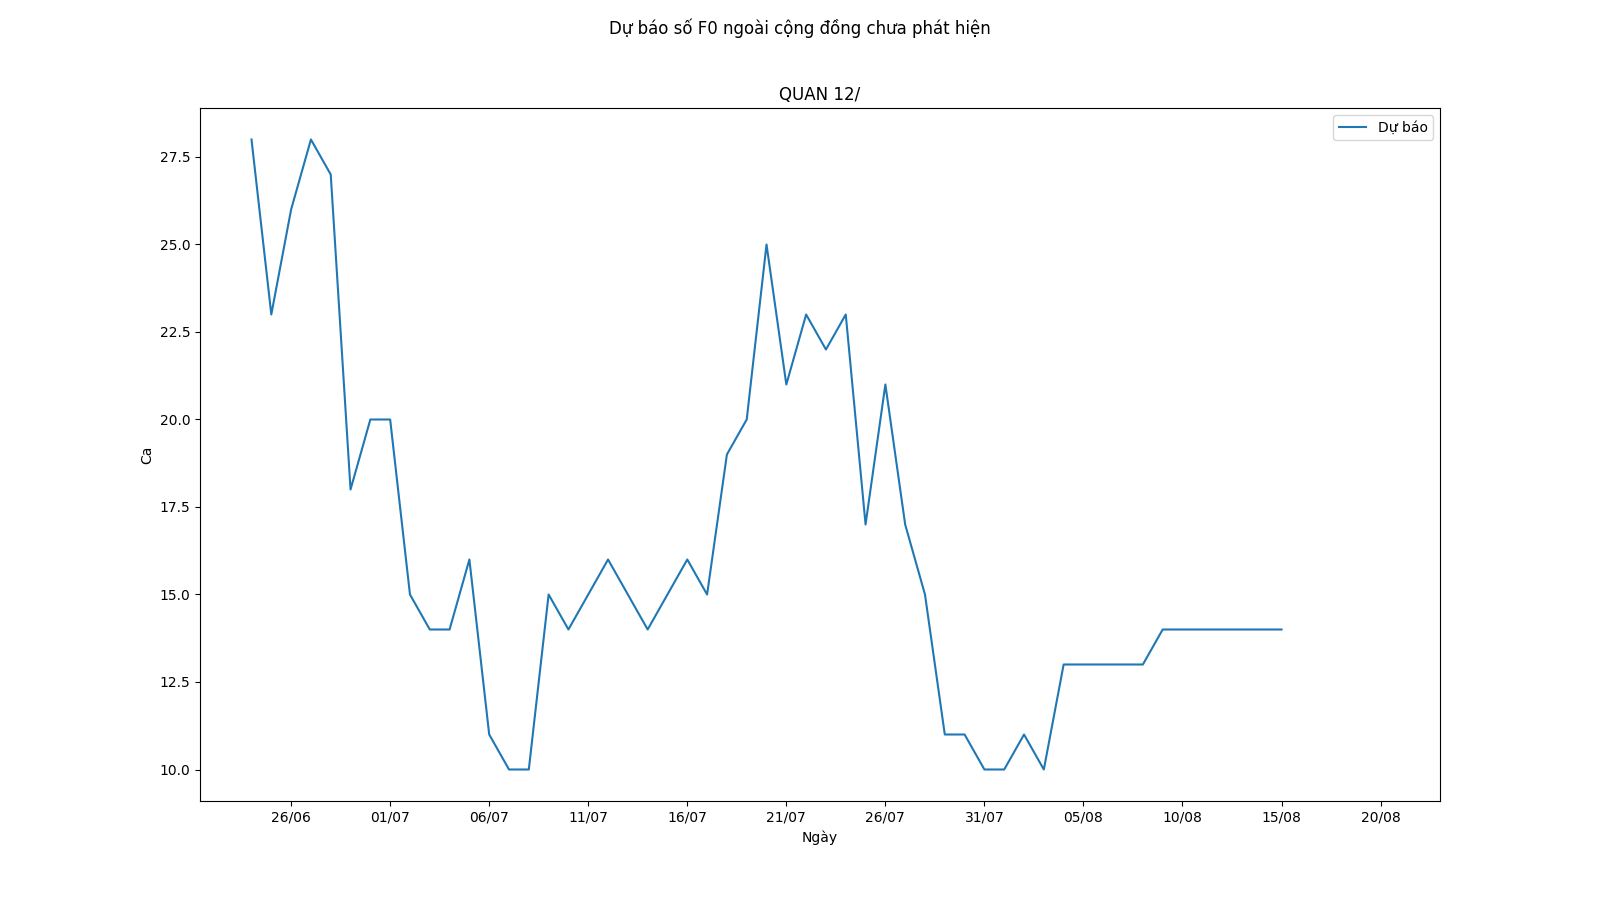 Dự báo số F0 ngoài cộng đồng chưa phát hiện
QUAN 12/
Dự báo
27.5
25.0
22.5
20.0
17.5
15.0
12.5
10.0
Ca
26/06 01/07 06/07 11/07 16/07 21/07 26/07 31/07 05/08 10/08 15/08 20/08
Ngày